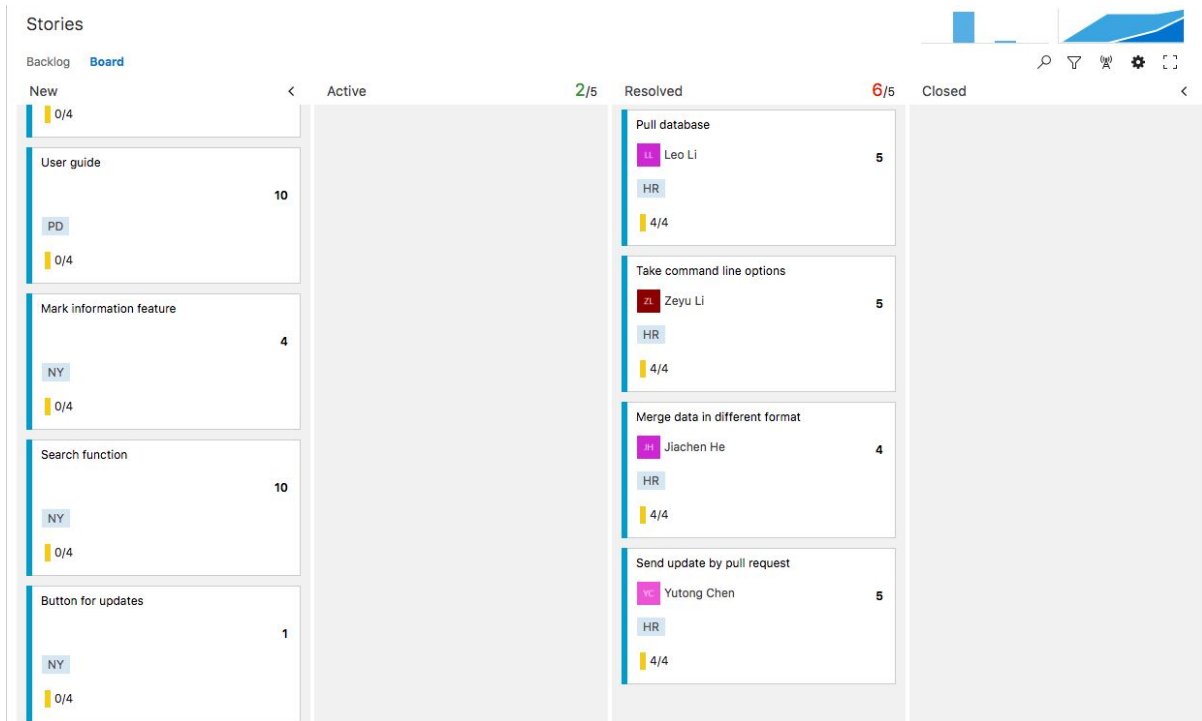 Stories
Backlog Board
New
Active 2/5
Resolved 6/5
Closed
0/4
User guide
10
PD
0/4
Mark information feature
4
NY
0/4
Search function
10
NY
0/4
Button for updates
1
NY
0/4
Pull database
LL Leo Li 5
HR
4/4
Take command line options
ZL Zeyu Li 5
HR
4/4
Merge data in different format
JH Jiachen He 4
HR
4/4
Send update by pull request
YC Yutong Chen 5
HR
4/4